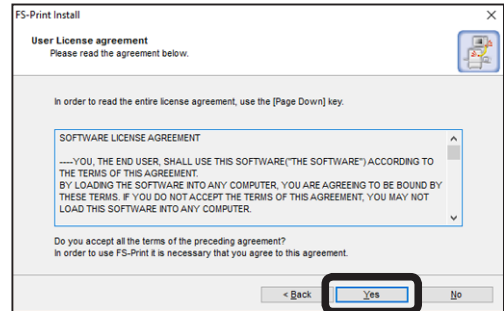 FS-Print Install
User License agreement
Please read the agreement below.
In order to read the entire license agreement, use the [Page Down] key.
SOFTWARE LICENSE AGREEMENT
----YOU, THE END USER, SHALL USE THIS SOFTWARE("THE SOFTWARE") ACCORDING TO
THE TERMS OF THIS AGREEMENT.
BY LOADING THE SOFTWARE INTO ANY COMPUTER, YOU ARE AGREEING TO BE BOUND BY
THESE TERMS. IF YOU DO NOT ACCEPT THE TERMS OF THIS AGREEMENT, YOU MAY NOT
LOAD THIS SOFTWARE INTO ANY COMPUTER.
Do you accept all the terms of the preceding agreement?
In order to use FS-Print it is necessary that you agree to this agreement.
< Back Yes No